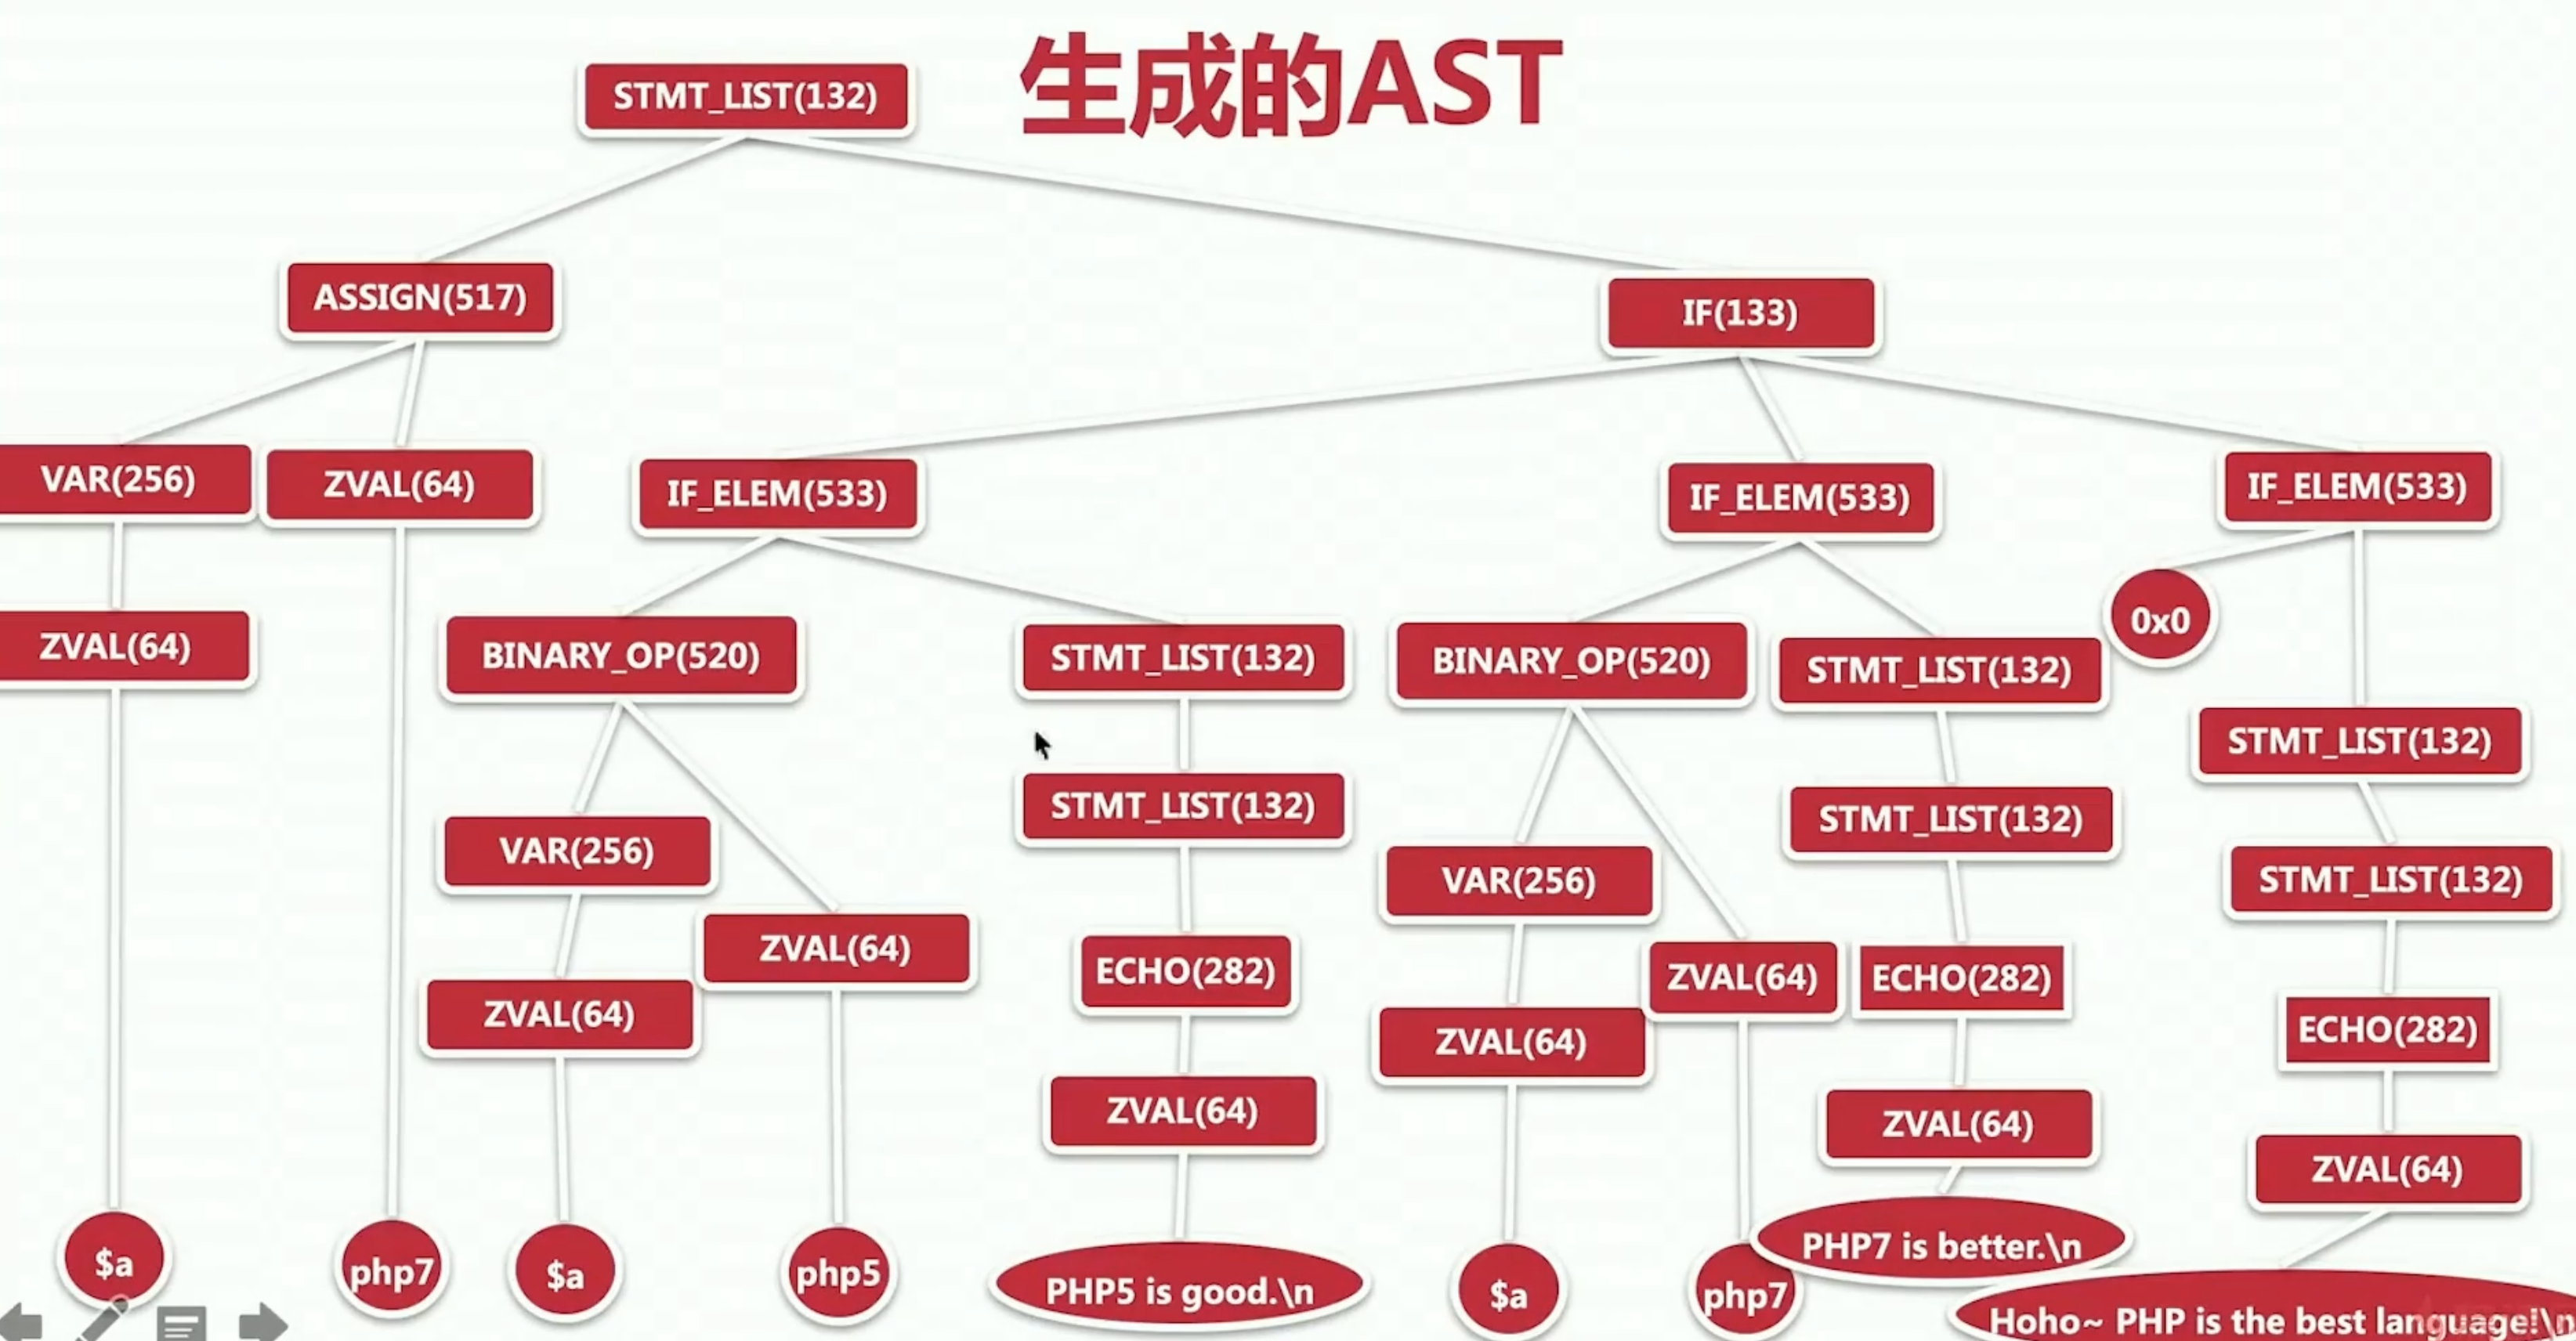 生成的AST
STMT_LIST(132)
ASSIGN(517)
IF(133)
VAR(256)
ZVAL(64)
IF_ELEM(533)
IF_ELEM(533)
IF_ELEM(533)
ZVAL(64)
BINARY_OP(520)
STMT_LIST(132)
BINARY_OP(520)
STMT_LIST(132)
0x0
STMT_LIST(132)
STMT_LIST(132)
STMT_LIST(132)
VAR(256)
VAR(256)
STMT_LIST(132)
ZVAL(64)
ECHO(282)
ZVAL(64)
ECHO(282)
ZVAL(64)
ZVAL(64)
ECHO(282)
ZVAL(64)
ZVAL(64)
ZVAL(64)
$a
php7
$a
php5
PHP5 is good.\n
$a
php7
PHP7 is better.\n
Hoho~ PHP is the best language!\n